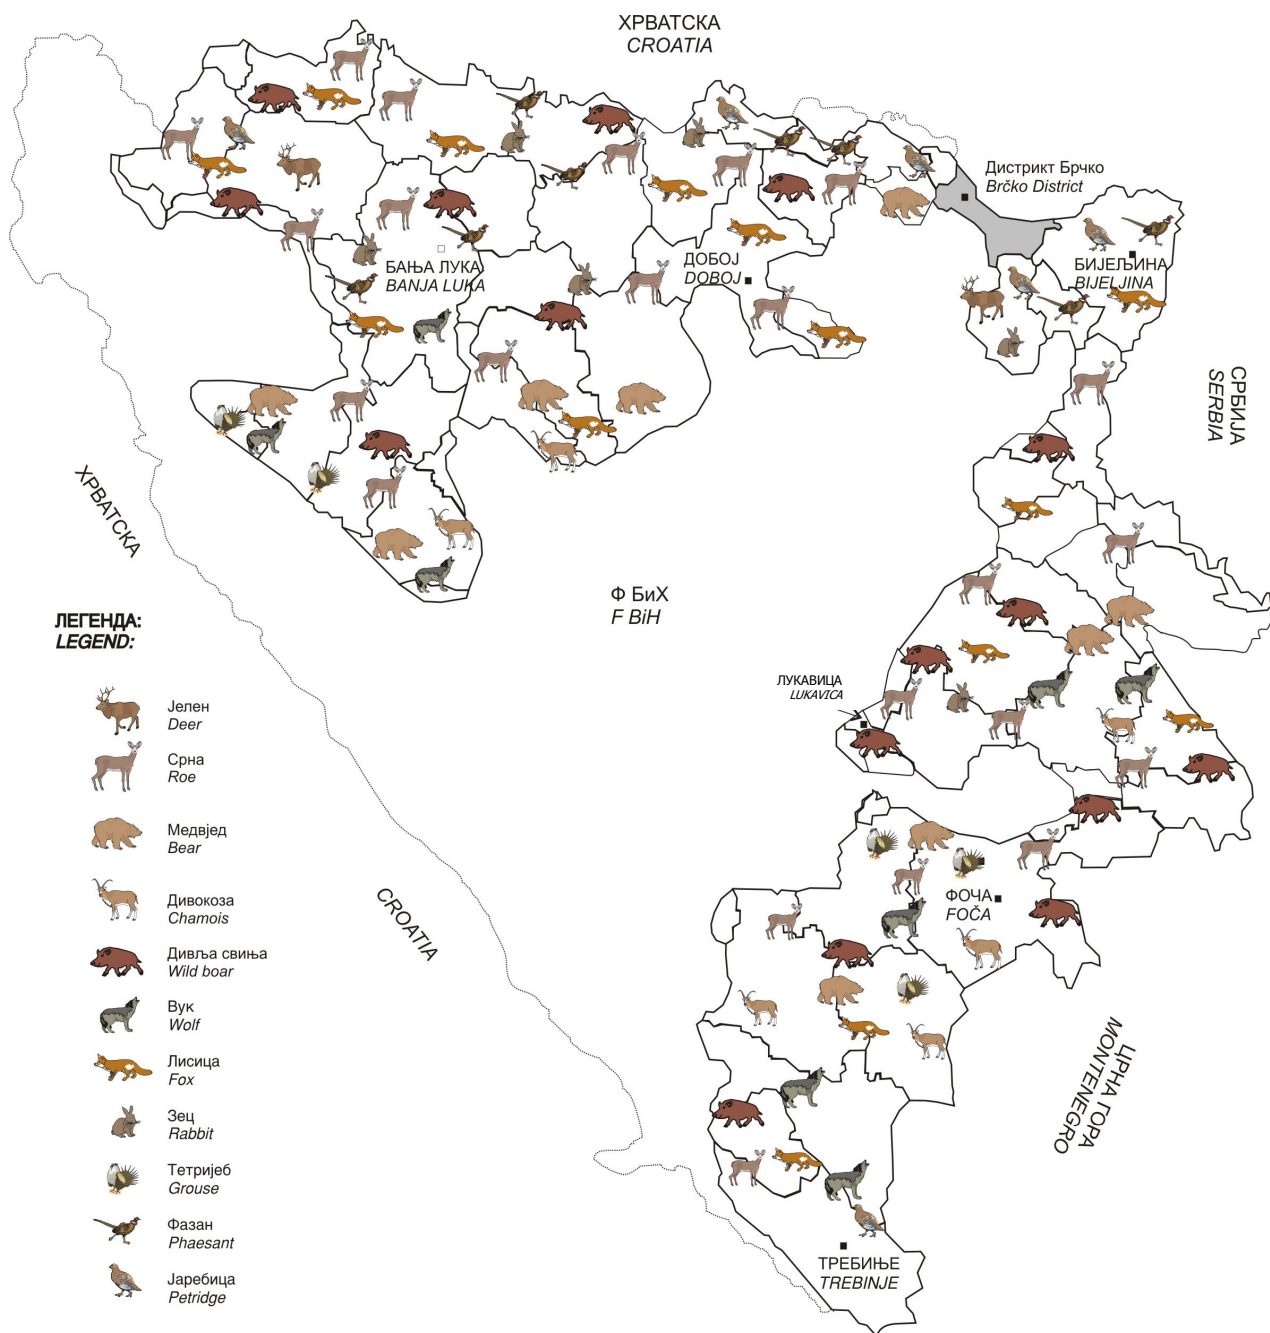 ХРВАТСКА
CROATIA
Дистрикт Брчко
Brčko District
БАЊА ЛУКА
BANJA LUKA
ДОБОЈ
DOBOJ
БИЈЕЉИНА
BIJELJINA
СРБИЈА
SERBIA
ХРВАТСКА
CROATIA
Ф БиХ
F BiH
ЛУКАВИЦА
LUKAVICA
ФОЧА
FOČA
ЦРНА ГОРА
MONTENEGRO
ТРЕБИЊЕ
TREBINJE
ЛЕГЕНДА:
LEGEND:
Јелен
Deer
Срна
Roe
Медвјед
Bear
Дивокоза
Chamois
Дивља свиња
Wild boar
Вук
Wolf
Лисица
Fox
Зец
Rabbit
Тетријеб
Grouse
Фазан
Phaesant
Јаребица
Petridge